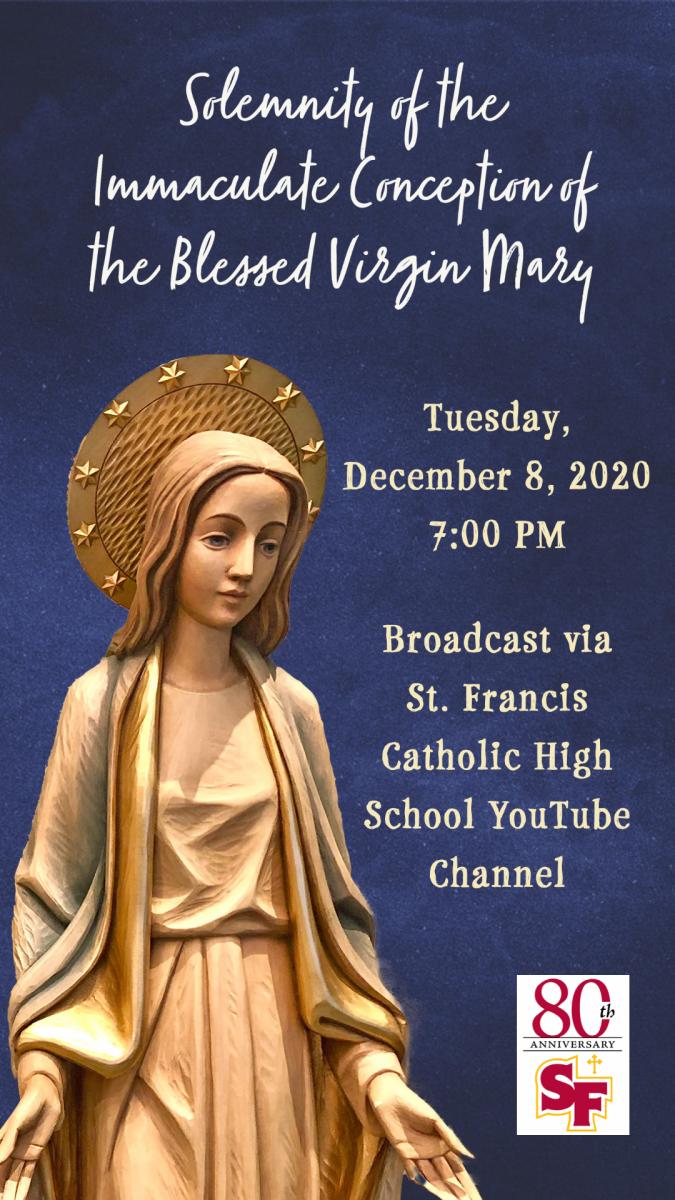 Solemnity of the
Immaculate Conception of
the Blessed Virgin Mary
Tuesday,
December 8, 2020
7:00 PM
Broadcast via
St. Francis
Catholic High
School YouTube
Channel
80th
ANNIVERSARY
SF